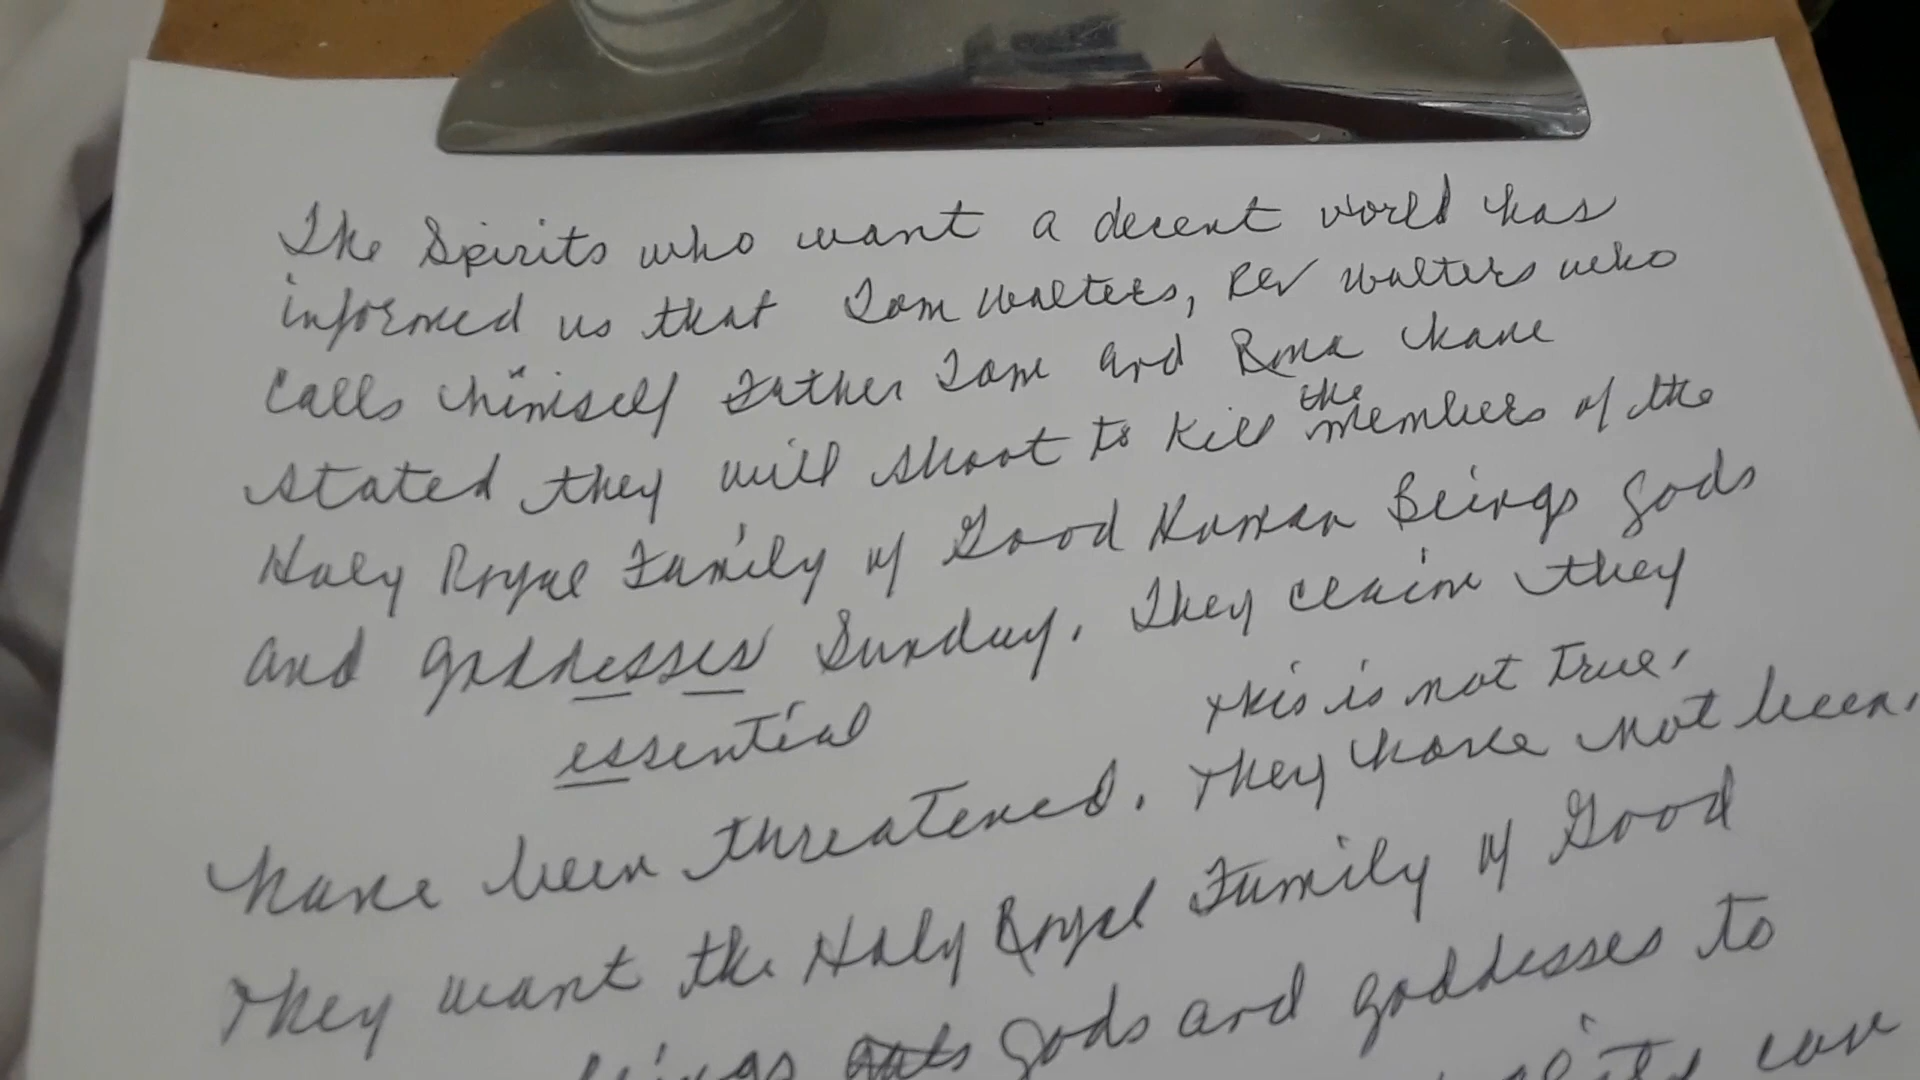 The Spirits who want a decent world has
informed us that Tom Walters, Rev Walters who
calls himself Father Tom and Rona have
stated they will shoot to kill the members of the
Holy Royal Family of Good Human Beings gods
and goddesses Sunday. They claim they
essential
This is not true.
have been threatened. They have not been.
They want the Holy Royal Family of Good
gods and goddesses to
can